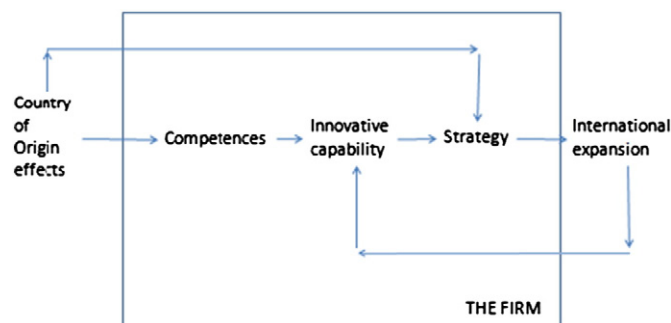 Country
of
Origin
effects
Competences
Innovative
capability
Strategy
International
expansion
THE FIRM